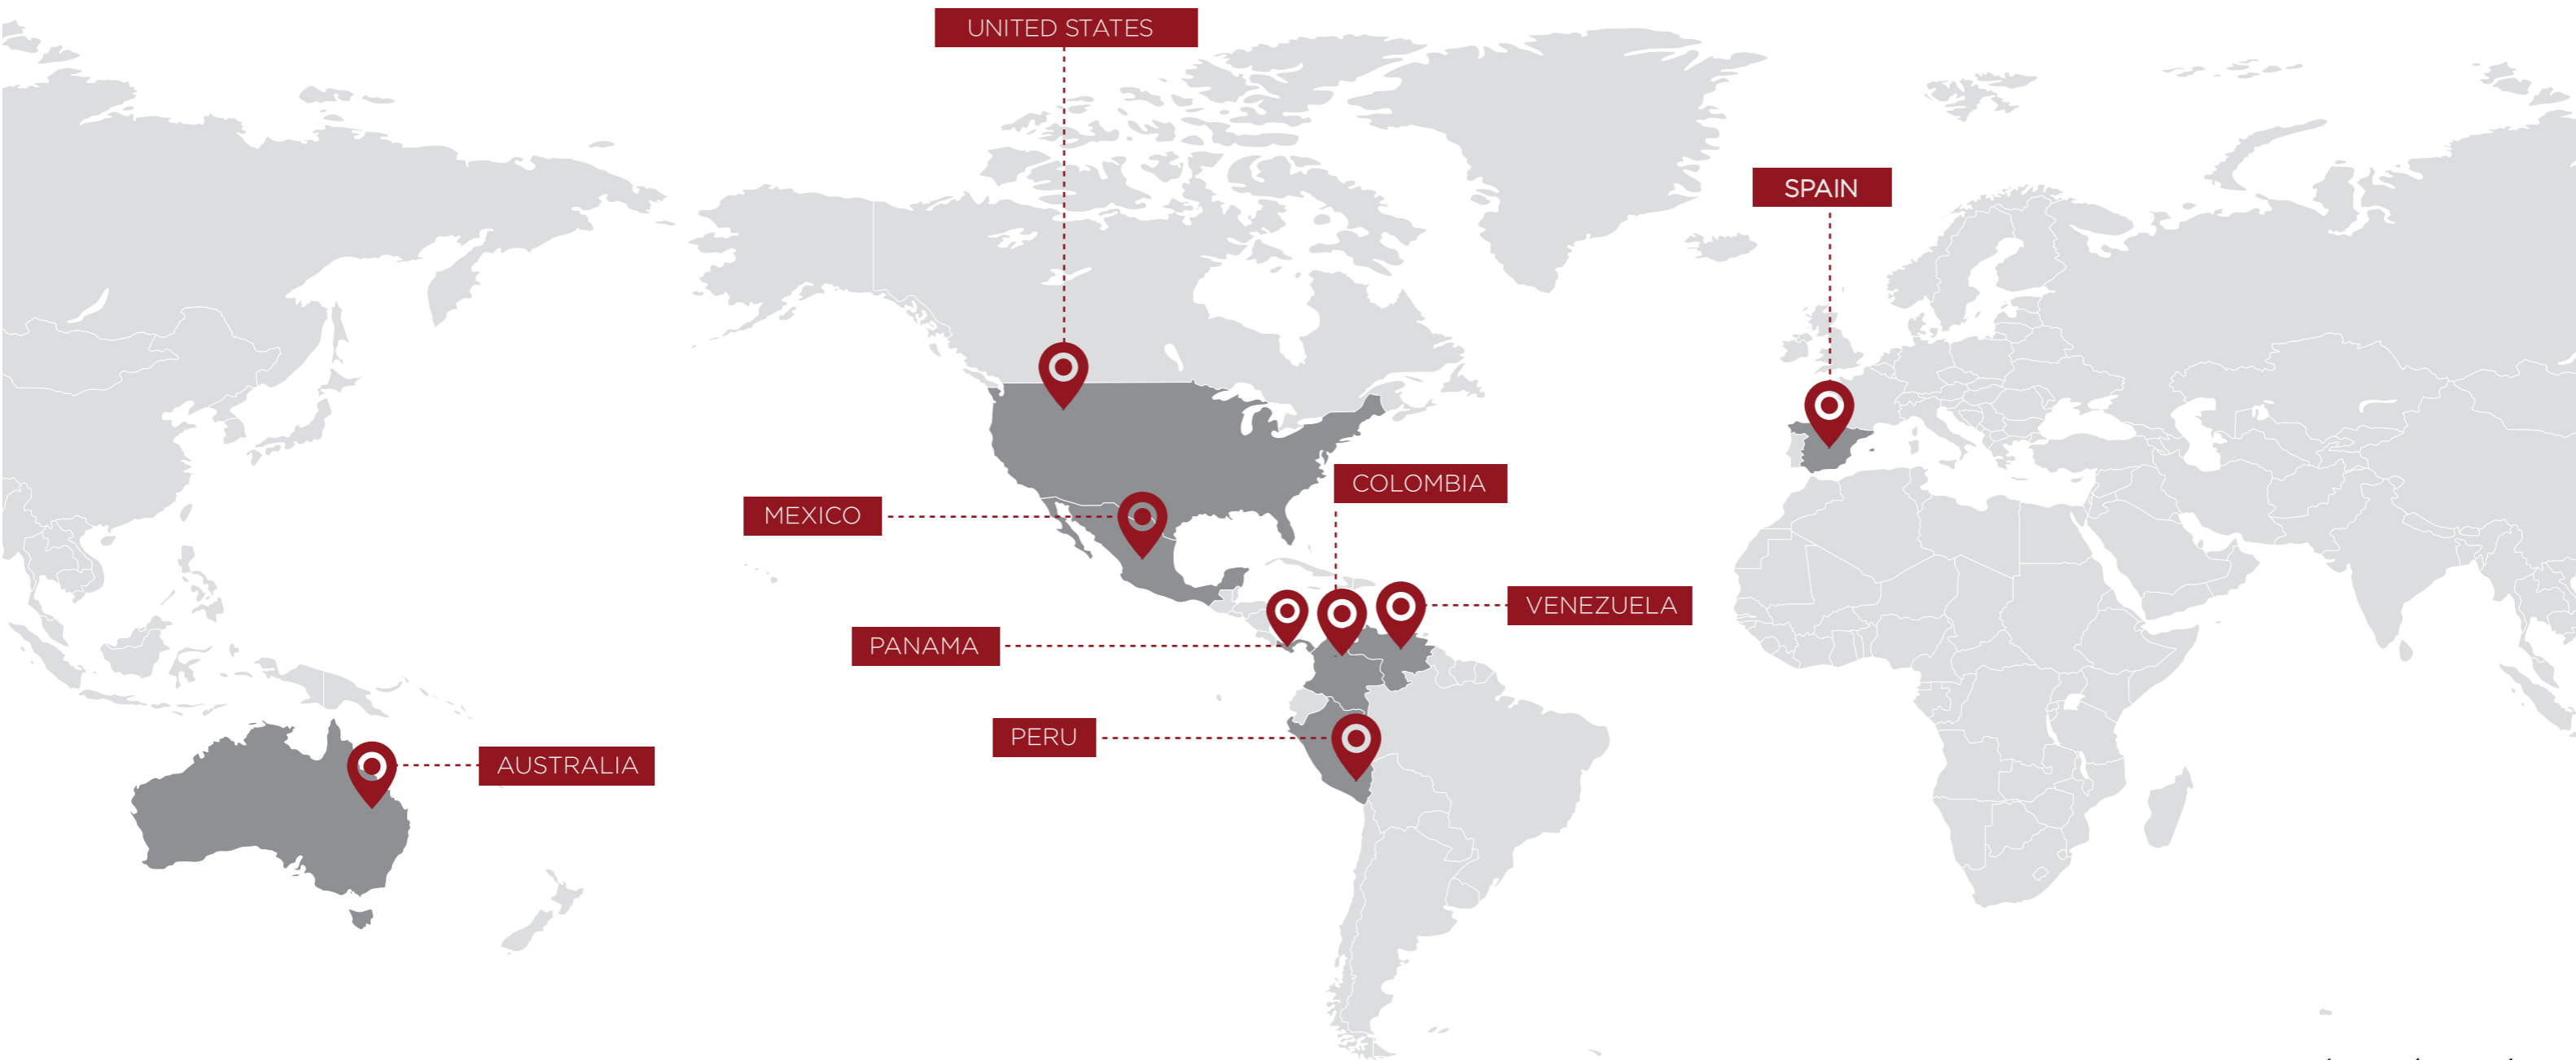 UNITED STATES
SPAIN
COLOMBIA
MEXICO
VENEZUELA
PANAMA
PERU
AUSTRALIA